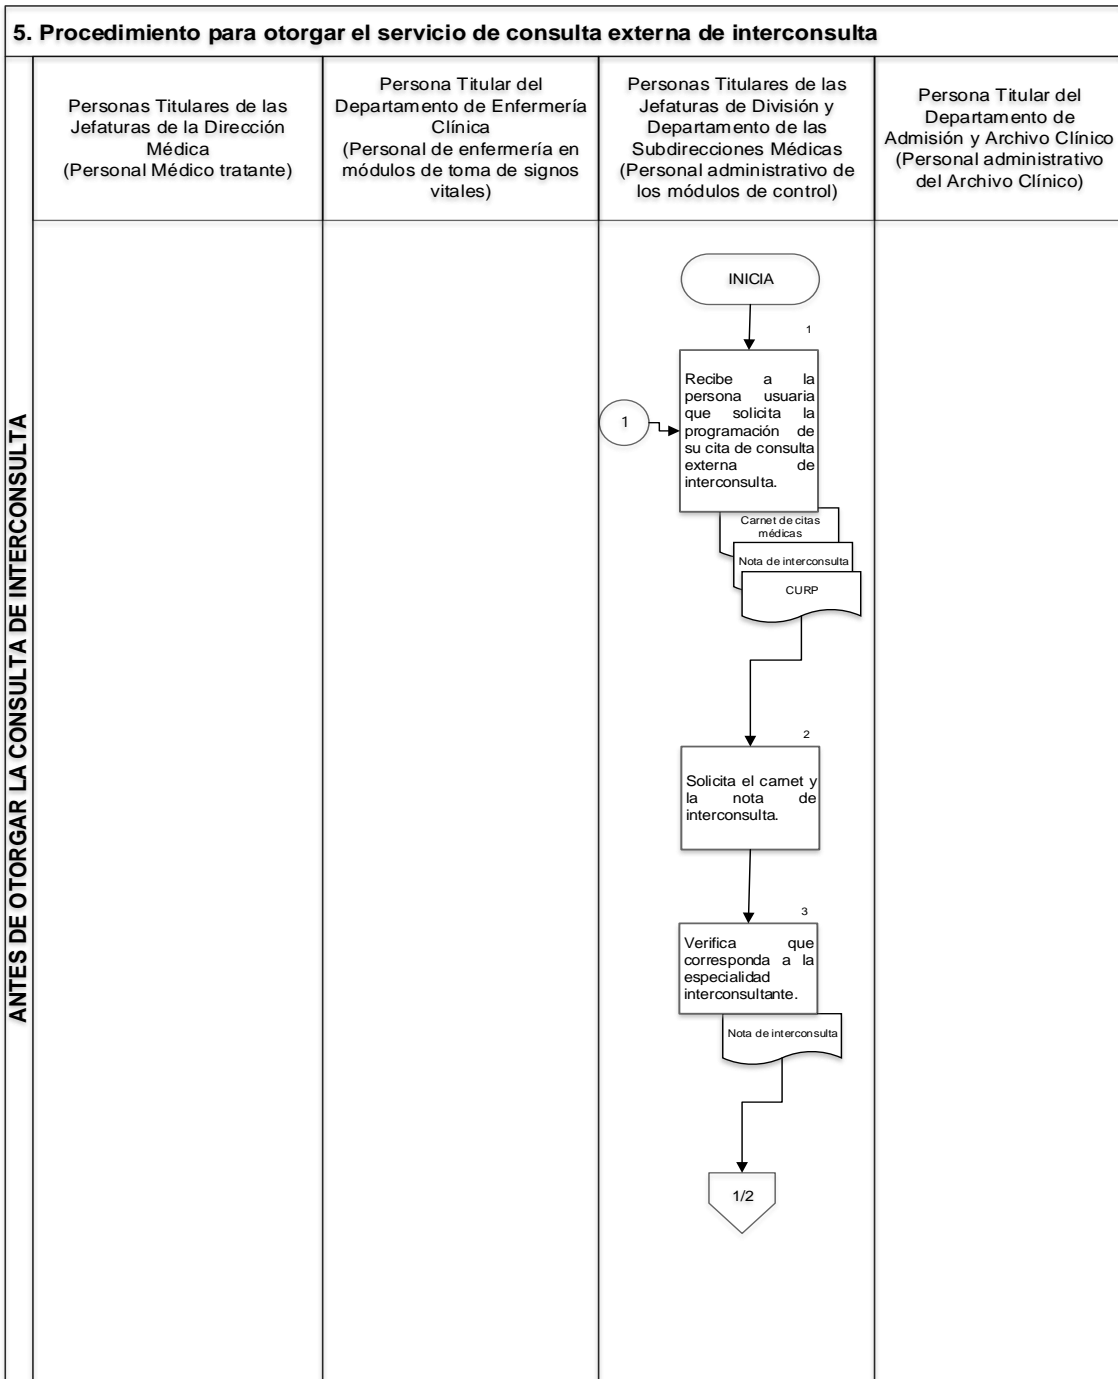 5. Procedimiento para otorgar el servicio de consulta externa de interconsulta
Personas Titulares de las
Jefaturas de la Dirección
Médica
(Personal Médico tratante)
Persona Titular del
Departamento de Enfermería
Clínica
(Personal de enfermería en
módulos de toma de signos
vitales)
Personas Titulares de las
Jefaturas de División y
Departamento de las
Subdirecciones Médicas
(Personal administrativo de
los módulos de control)
Persona Titular del
Departamento de
Admisión y Archivo Clínico
(Personal administrativo
del Archivo Clínico)
ANTES DE OTORGAR LA CONSULTA DE INTERCONSULTA
INICIA
1
Recibe a la
persona usuaria
que solicita la
programación de
su cita de consulta
externa de
interconsulta.
1
Carnet de citas
médicas
Nota de interconsulta
CURP
2
Solicita el carnet y
la nota de
interconsulta.
3
Verifica que
corresponda a la
especialidad
interconsultante.
Nota de interconsulta
1/2